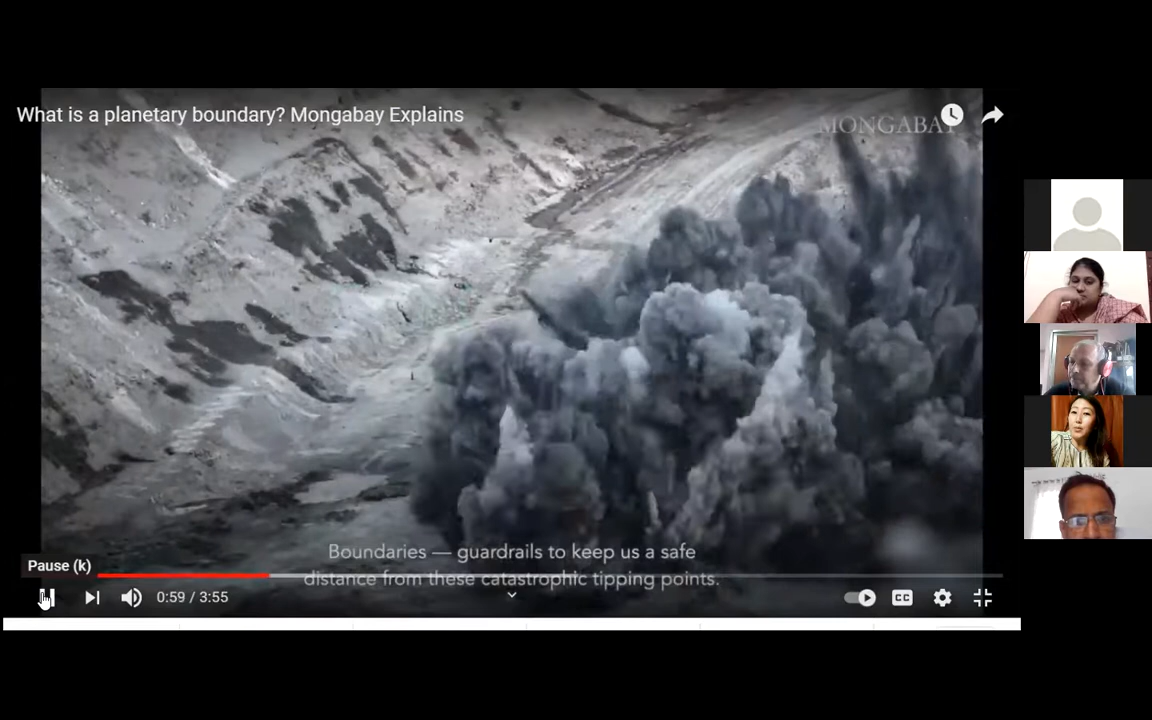 What is a planetary boundary? Mongabay Explains
MONGABAY
Boundaries — guardrails to keep us a safe
distance from these catastrophic tipping points.
Pause (k)
0:59 / 3:55
CC